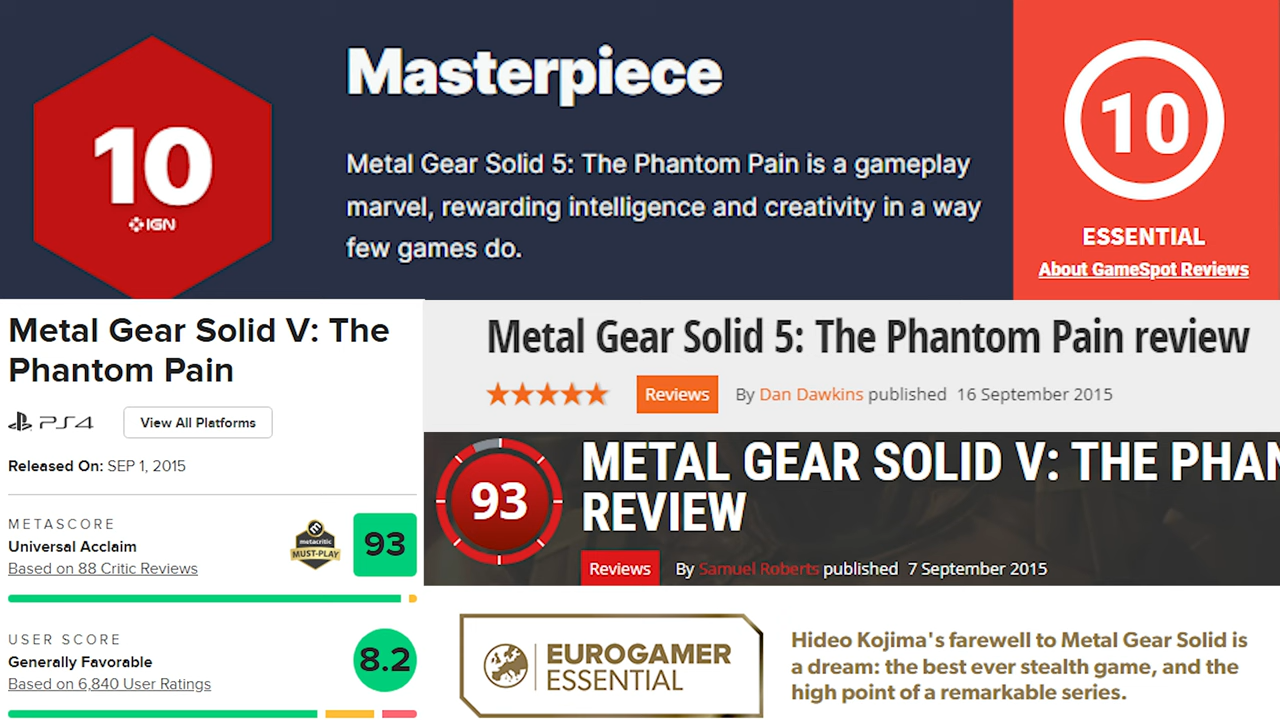 10
IGN
Masterpiece
Metal Gear Solid 5: The Phantom Pain is a gameplay
marvel, rewarding intelligence and creativity in a way
few games do.
10
ESSENTIAL
About GameSpot Reviews
Metal Gear Solid V: The
Phantom Pain
PS4
View All Platforms
Released On: SEP 1, 2015
METASCORE
Universal Acclaim
Based on 88 Critic Reviews
metacritic
MUST-PLAY
93
USER SCORE
Generally Favorable
Based on 6,840 User Ratings
8.2
Metal Gear Solid 5: The Phantom Pain review
Reviews By Dan Dawkins published 16 September 2015
93
METAL GEAR SOLID V: THE PHAN
REVIEW
Reviews By Samuel Roberts published 7 September 2015
EUROGAMER
ESSENTIAL
Hideo Kojima's farewell to Metal Gear Solid is
a dream: the best ever stealth game, and the
high point of a remarkable series.